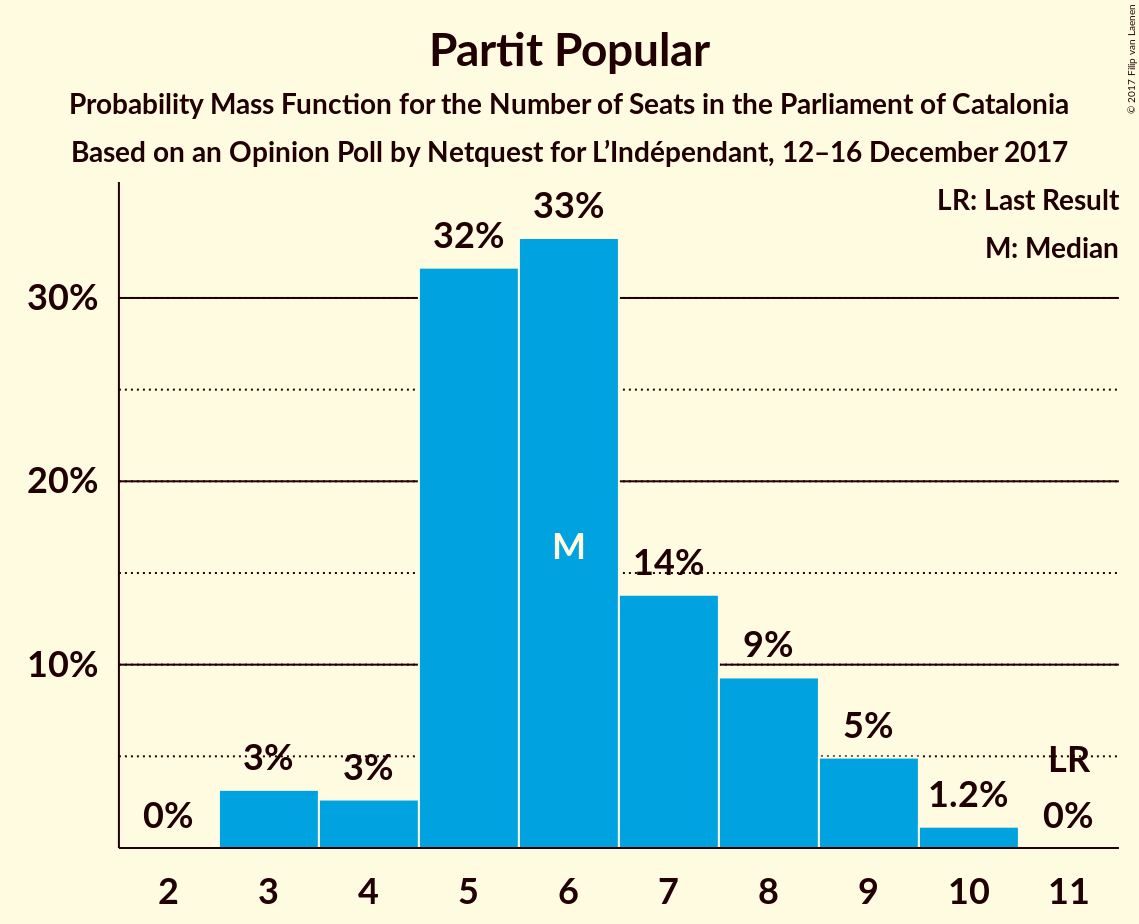 Partit Popular
Probability Mass Function for the Number of Seats in the Parliament of Catalonia
Based on an Opinion Poll by Netquest for L’Indépendant, 12–16 December 2017
© 2017 Filip van Laenen
LR: Last Result
M: Median
30%
20%
10%
0%
3%
3%
32%
33%
M
14%
9%
5%
1.2%
LR
0%
2 3 4 5 6 7 8 9 10 11